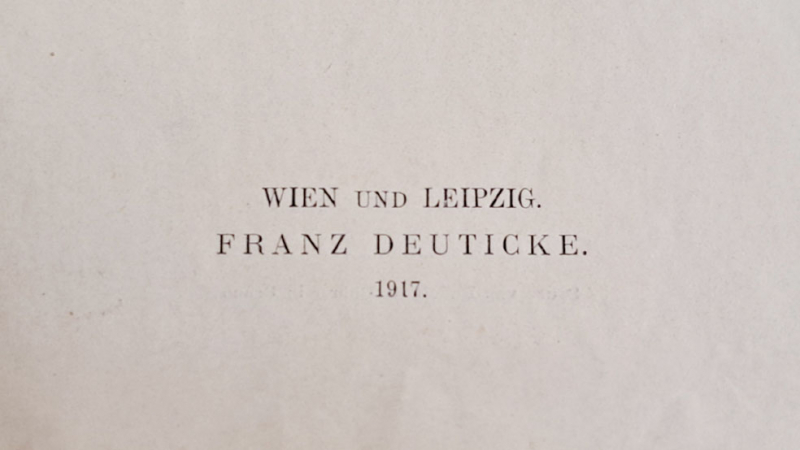 WIEN UND LEIPZIG.
FRANZ DEUTICKE.
1917.